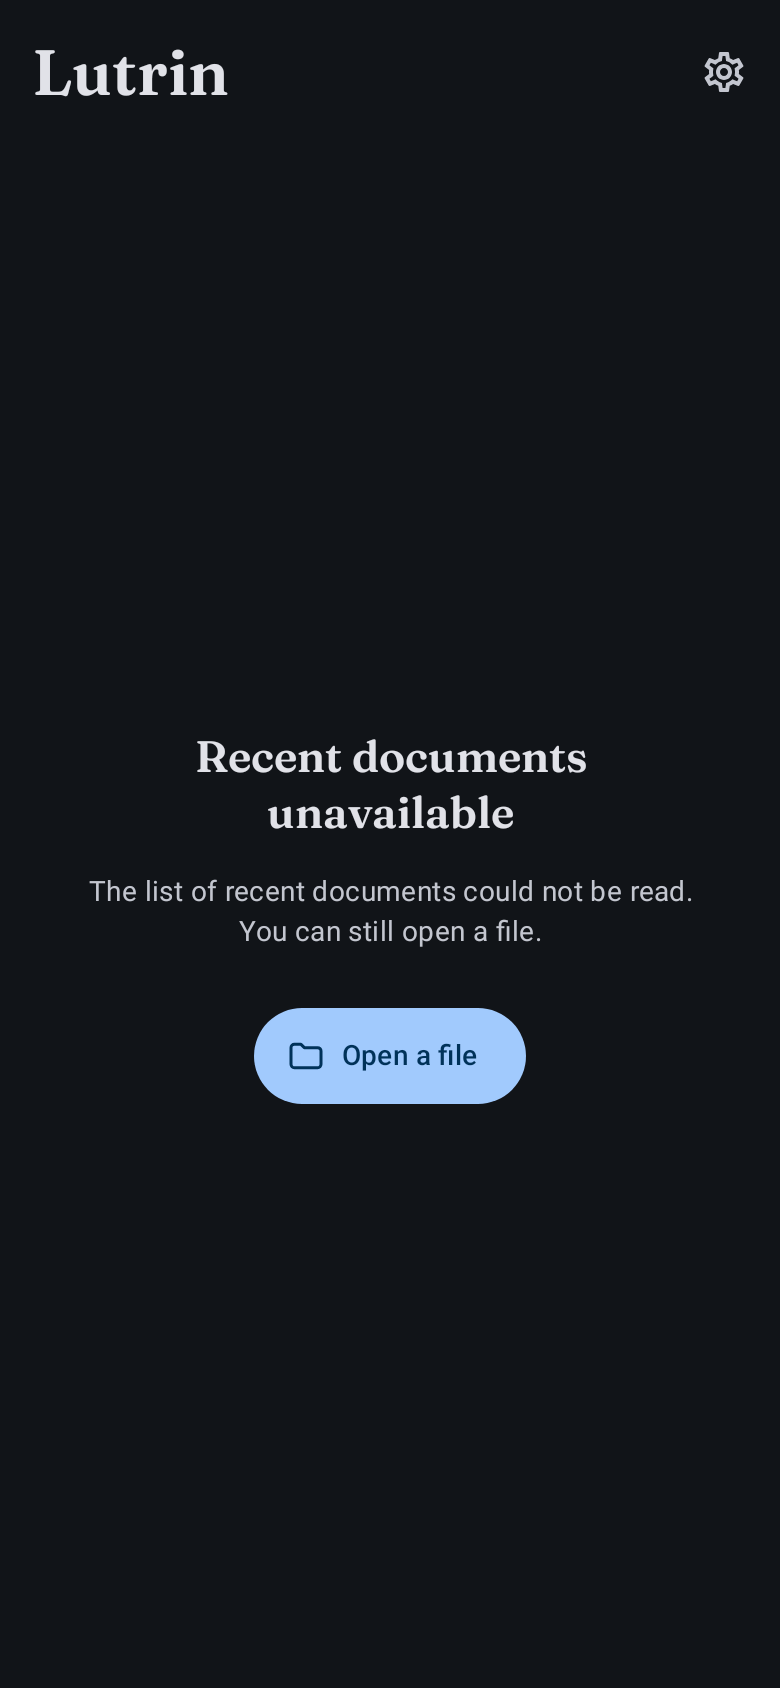 Lutrin
Recent documents
unavailable
The list of recent documents could not be read.
You can still open a file.
Open a file